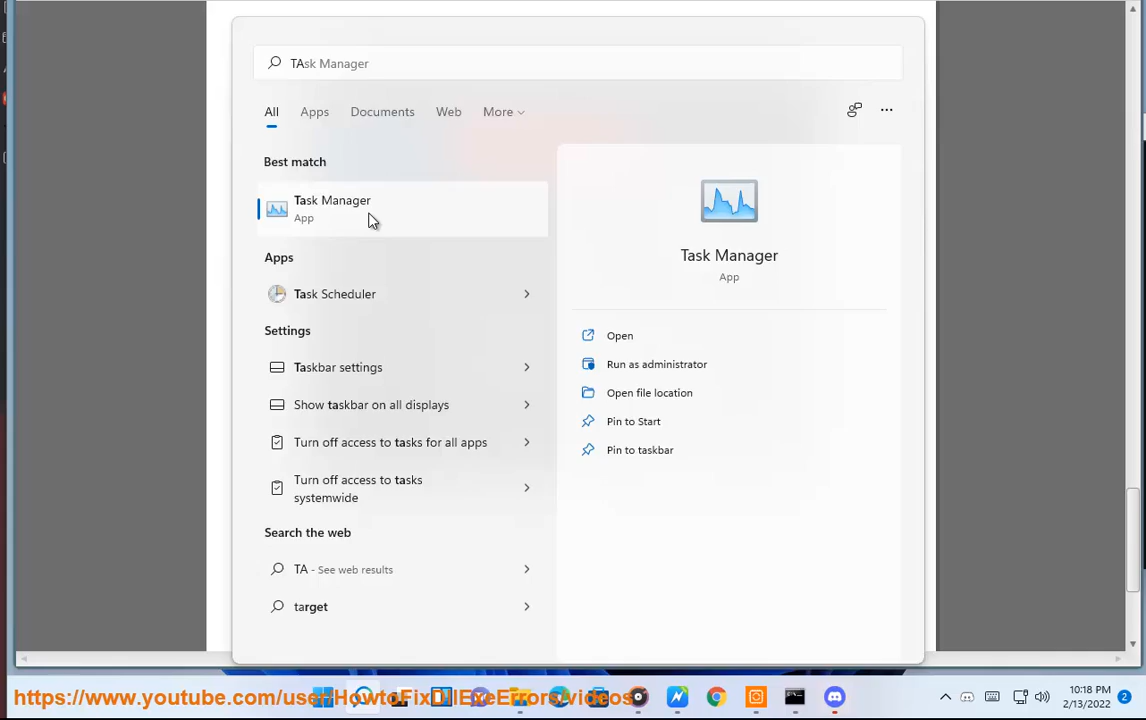 TAsk Manager
All Apps Documents Web More
Best match
Task Manager
App
Apps
Task Scheduler
Settings
Taskbar settings
Show taskbar on all displays
Turn off access to tasks for all apps
Turn off access to tasks
systemwide
Search the web
TA - See web results
target
Task Manager
App
Open
Run as administrator
Open file location
Pin to Start
Pin to taskbar
https://www.youtube.com/user/HowtoFixDllExeErrors/videos
10:18 PM
2/13/2022
2